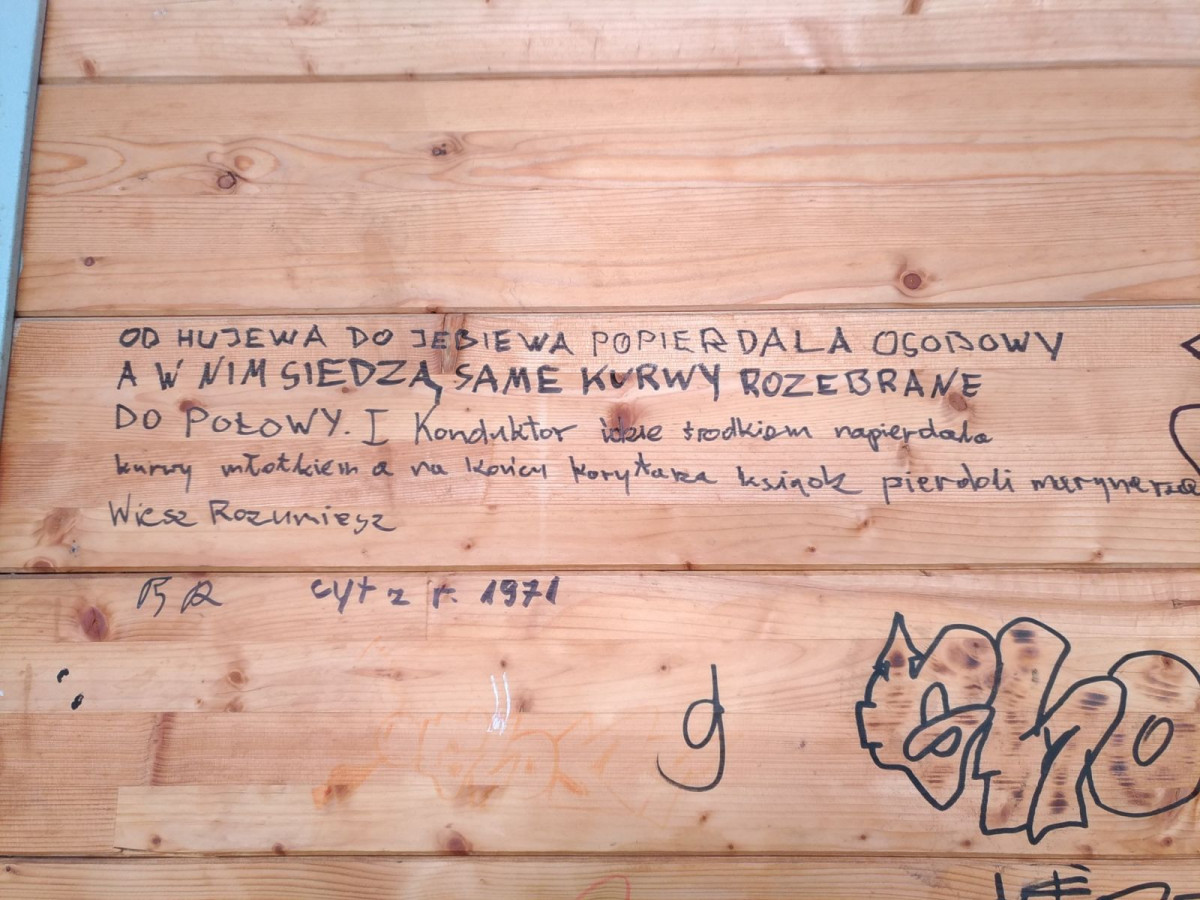 OD HUJEWA DO JEBIEWA POPIERDALA OSOBOWY
A W NIM SIEDZĄ SAME KURWY ROZEBRANE
DO POŁOWY. I Konduktor idzie środkiem napierdala
kurwy młotkiem a na końcu korytarza ksiądz pierdoli marynarza
Wiesz Rozumiesz
BR cyt z r. 1971
g